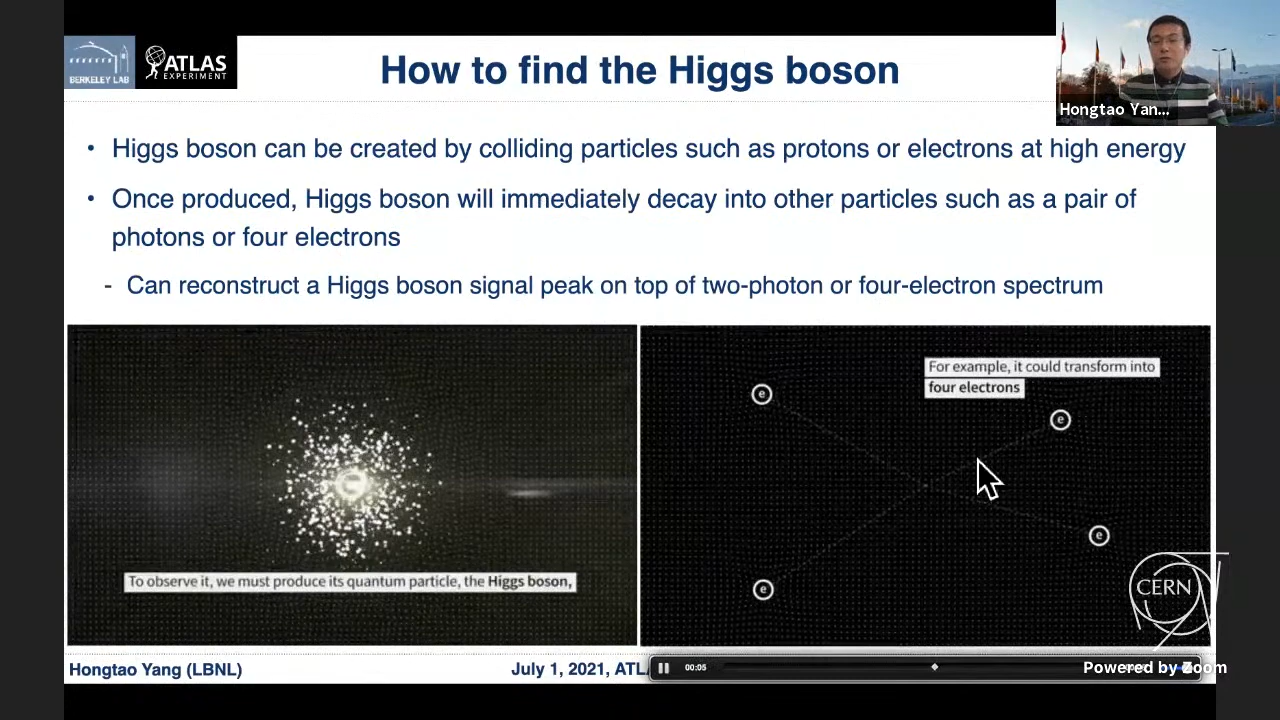 BERKELEY LAB
ATLAS
EXPERIMENT
How to find the Higgs boson
Hongtao Yan...
• Higgs boson can be created by colliding particles such as protons or electrons at high energy
• Once produced, Higgs boson will immediately decay into other particles such as a pair of
photons or four electrons
- Can reconstruct a Higgs boson signal peak on top of two-photon or four-electron spectrum
To observe it, we must produce its quantum particle, the Higgs boson,
For example, it could transform into
four electrons
e
e
e
e
CERN
Hongtao Yang (LBNL)
July 1, 2021, ATL
00:05
Powered by Zoom